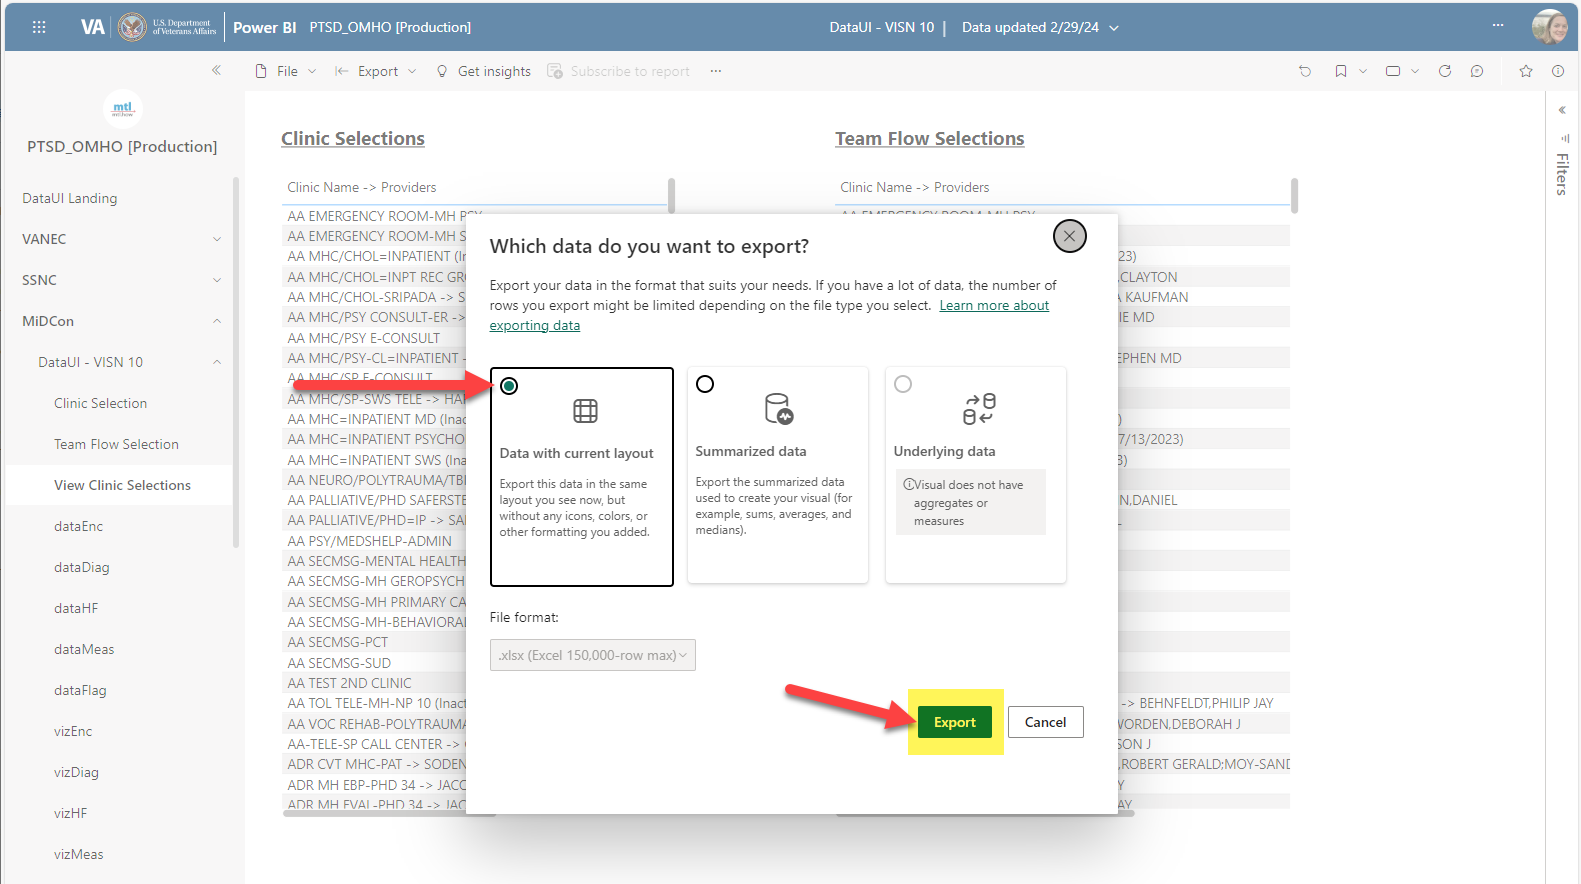 VA
U.S. Department
of Veterans Affairs
Power BI
PTSD_OMHO [Production]
DataUI - VISN 10
Data updated 2/29/24
File
Export
Get insights
Subscribe to report
mtl
PTSD_OMHO [Production]
DataUI Landing
VANEC
SSNC
MiDCon
DataUI - VISN 10
Clinic Selection
Team Flow Selection
View Clinic Selections
dataEnc
dataDiag
dataHF
dataMeas
dataFlag
vizEnc
vizDiag
vizHF
vizMeas
Clinic Selections
Clinic Name -> Providers
AA EMERGENCY ROOM-MH PSY
AA EMERGENCY ROOM-MH S
AA MHC/CHOL=INPATIENT (In
AA MHC/CHOL=INPT REC GR
AA MHC/CHOL-SRIPADA -> S
AA MHC/PSY CONSULT-ER ->
AA MHC/PSY E-CONSULT
AA MHC/PSY-CL=INPATIENT -
AA MHC/SP E-CONSULT
AA MHC/SP-SWS TELE -> HA
AA MHC=INPATIENT MD (Inac
AA MHC=INPATIENT PSYCHO
AA MHC=INPATIENT SWS (Ina
AA NEURO/POLYTRAUMA/TBI
AA PALLIATIVE/PHD SAFERSTE
AA PALLIATIVE/PHD=IP -> SA
AA PSY/MEDSHELP-ADMIN
AA SECMSG-MENTAL HEALTH
AA SECMSG-MH GEROPSYCH
AA SECMSG-MH PRIMARY CA
AA SECMSG-MH-BEHAVIORAL
AA SECMSG-PCT
AA SECMSG-SUD
AA TEST 2ND CLINIC
AA TOL TELE-MH-NP 10 (Inac
AA VOC REHAB-POLYTRAUMA
AA-TELE-SP CALL CENTER ->
ADR CVT MHC-PAT -> SODEN
ADR MH EBP-PHD 34 -> JACC
ADR MH EVAL-PHD 34 -> JAC
Team Flow Selections
Clinic Name -> Providers
AA EMERGENCY ROOM-MH PSY
23)
,CLAYTON
A KAUFMAN
IE MD
EPHEN MD
)
7/13/2023)
3)
N,DANIEL
-> BEHNFELDT,PHILIP JAY
WORDEN,DEBORAH J
SON J
,ROBERT GERALD;MOY-SAND
Y
AY
Filters
Which data do you want to export?
Export your data in the format that suits your needs. If you have a lot of data, the number of
rows you export might be limited depending on the file type you select. Learn more about
exporting data
Data with current layout
Export this data in the same
layout you see now, but
without any icons, colors, or
other formatting you added.
Summarized data
Export the summarized data
used to create your visual (for
example, sums, averages, and
medians).
Underlying data
Visual does not have
aggregates or
measures
File format:
.xlsx (Excel 150,000-row max)
Export
Cancel